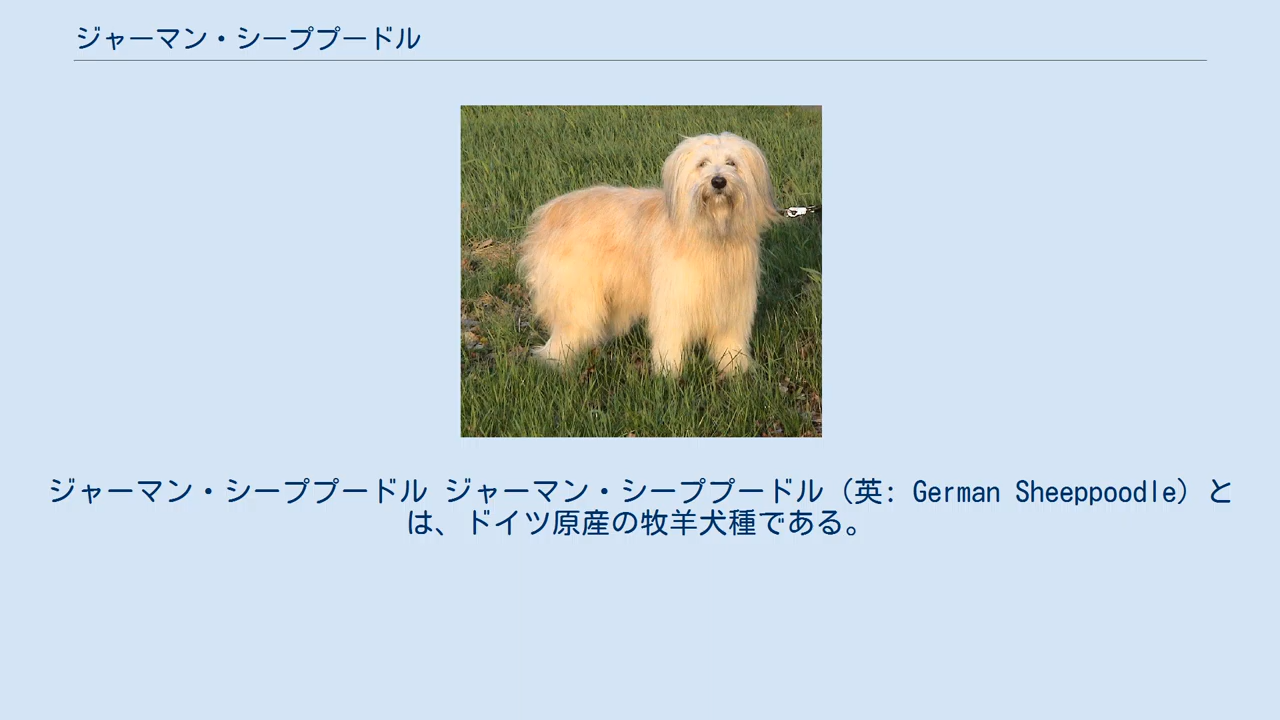 ジャーマン・シーププードル
ジャーマン・シーププードル ジャーマン・シーププードル（英: German Sheeppoodle）と
は、ドイツ原産の牧羊犬種である。